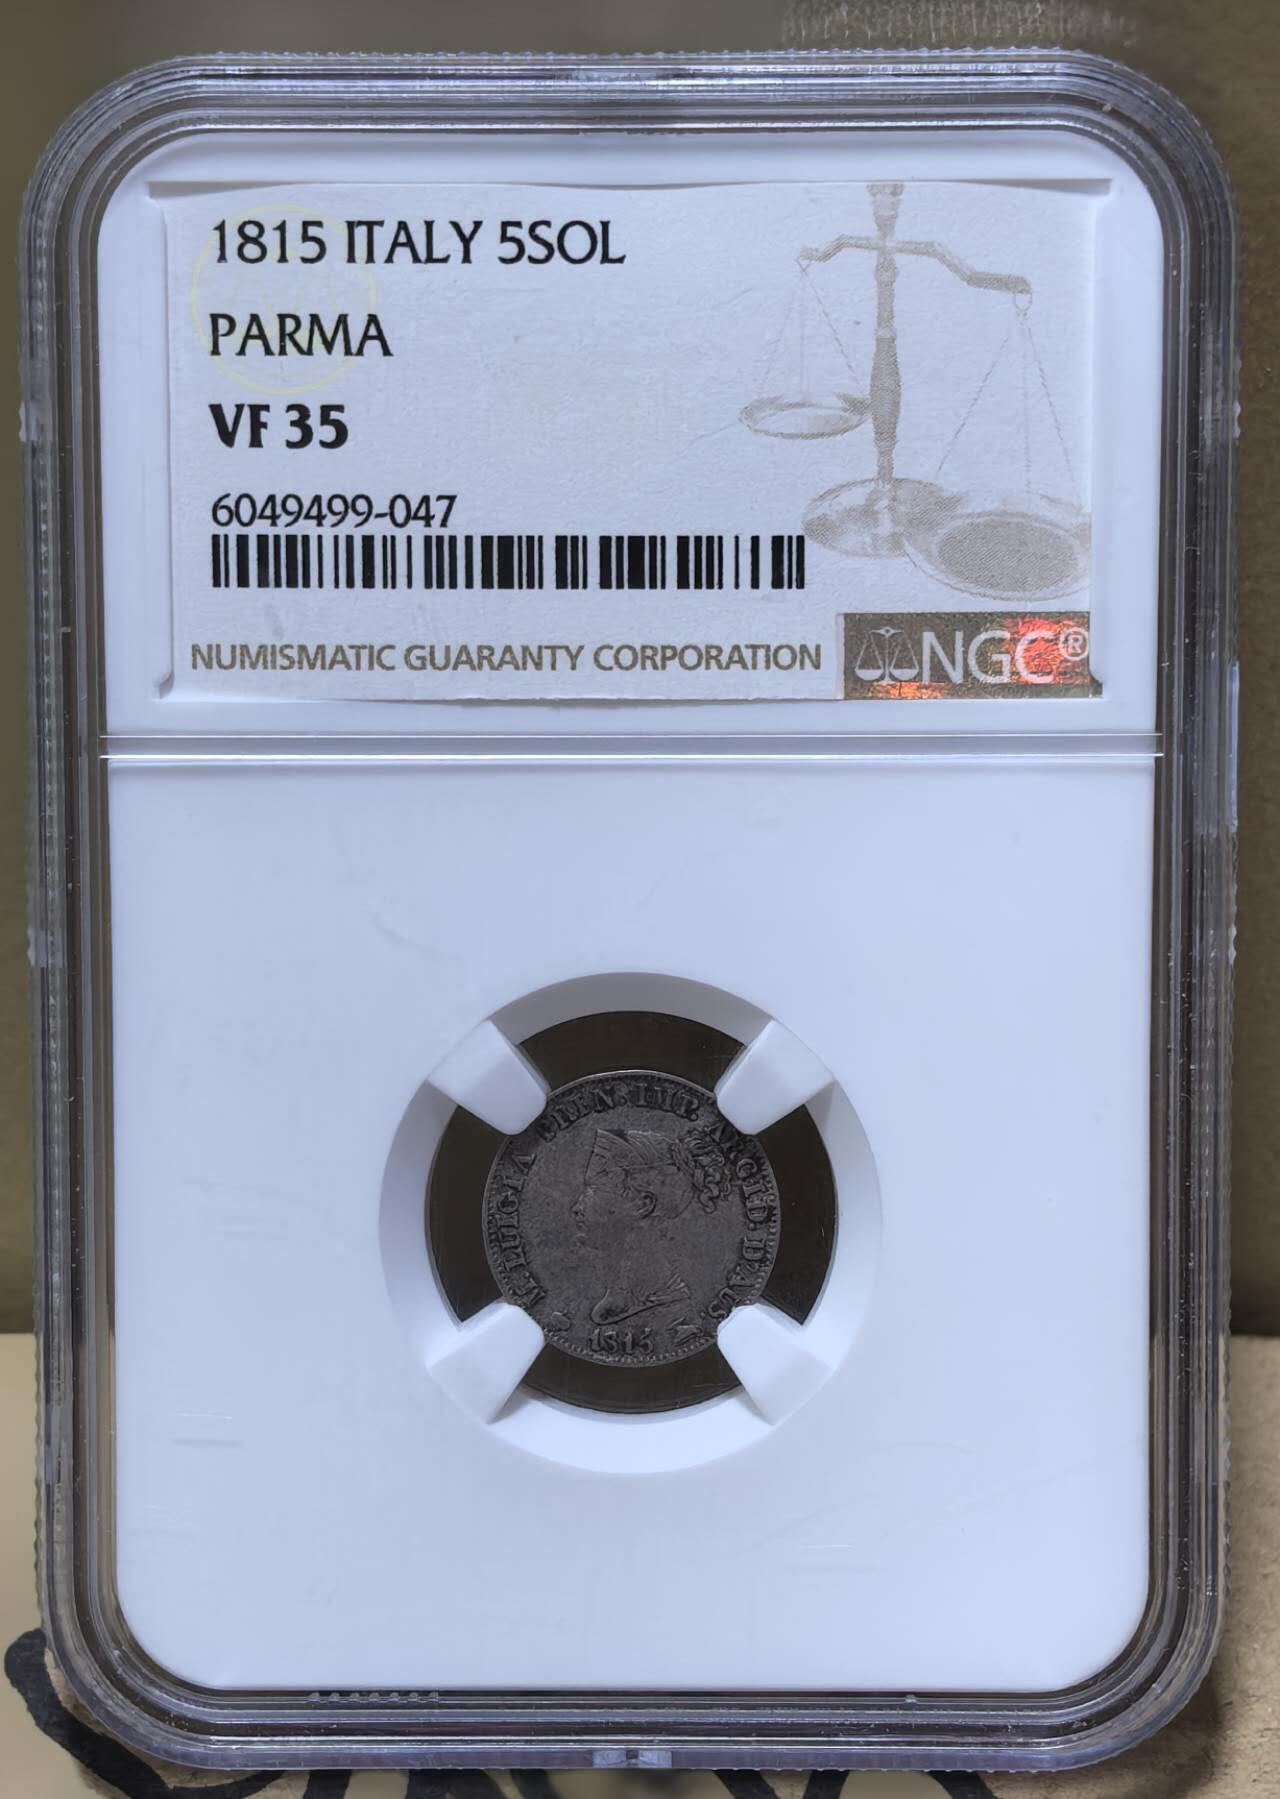 1815 ITALY 5SOL
PARMA
VF 35
6049499-047
NUMISMATIC GUARANTY CORPORATION
NGC®
M. LUIGIA PRIN. IMP. ARCID. D'AUS.
1815